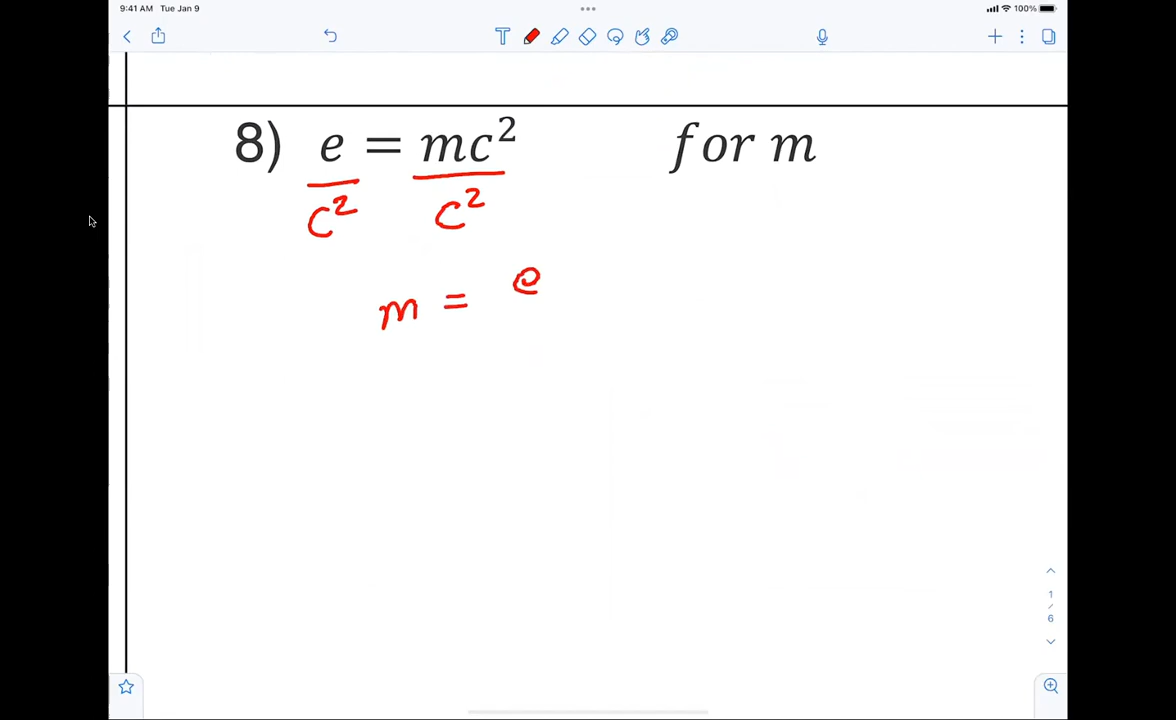 9:41 AM Tue Jan 9 100%
T
8) e = mc² for m
c² c²
m = e
1
/
6